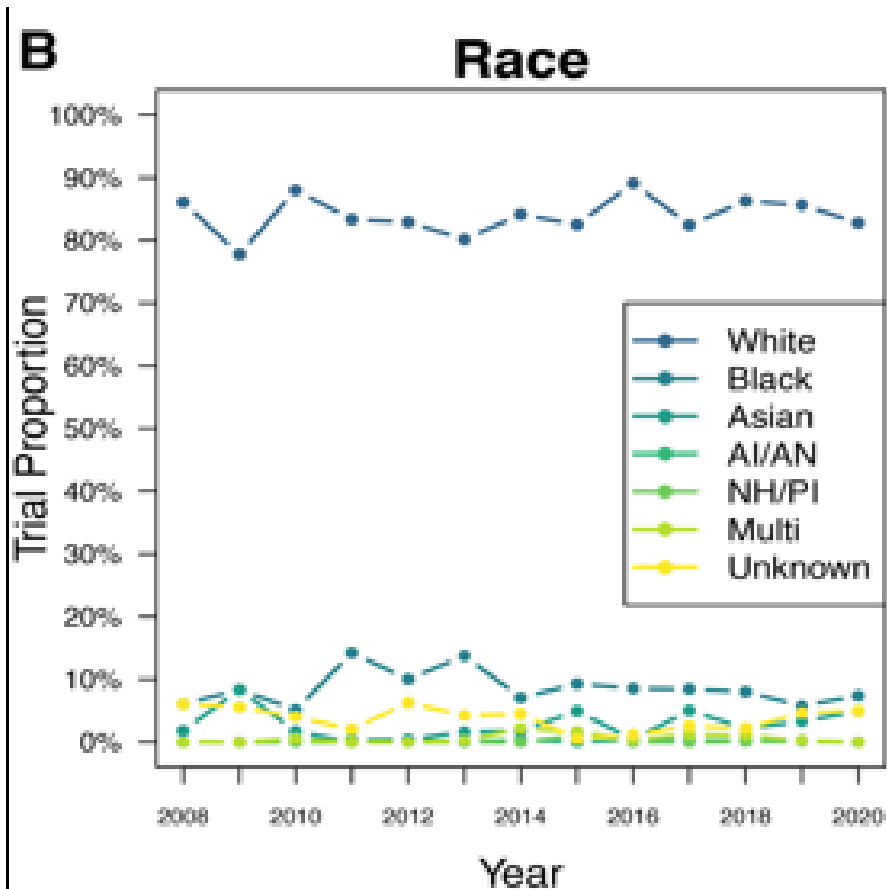 B
Race
100%
90%
80%
70%
60%
50%
40%
30%
20%
10%
0%
Trial Proportion
White
Black
Asian
AI/AN
NH/PI
Multi
Unknown
2008 2010 2012 2014 2016 2018 2020
Year